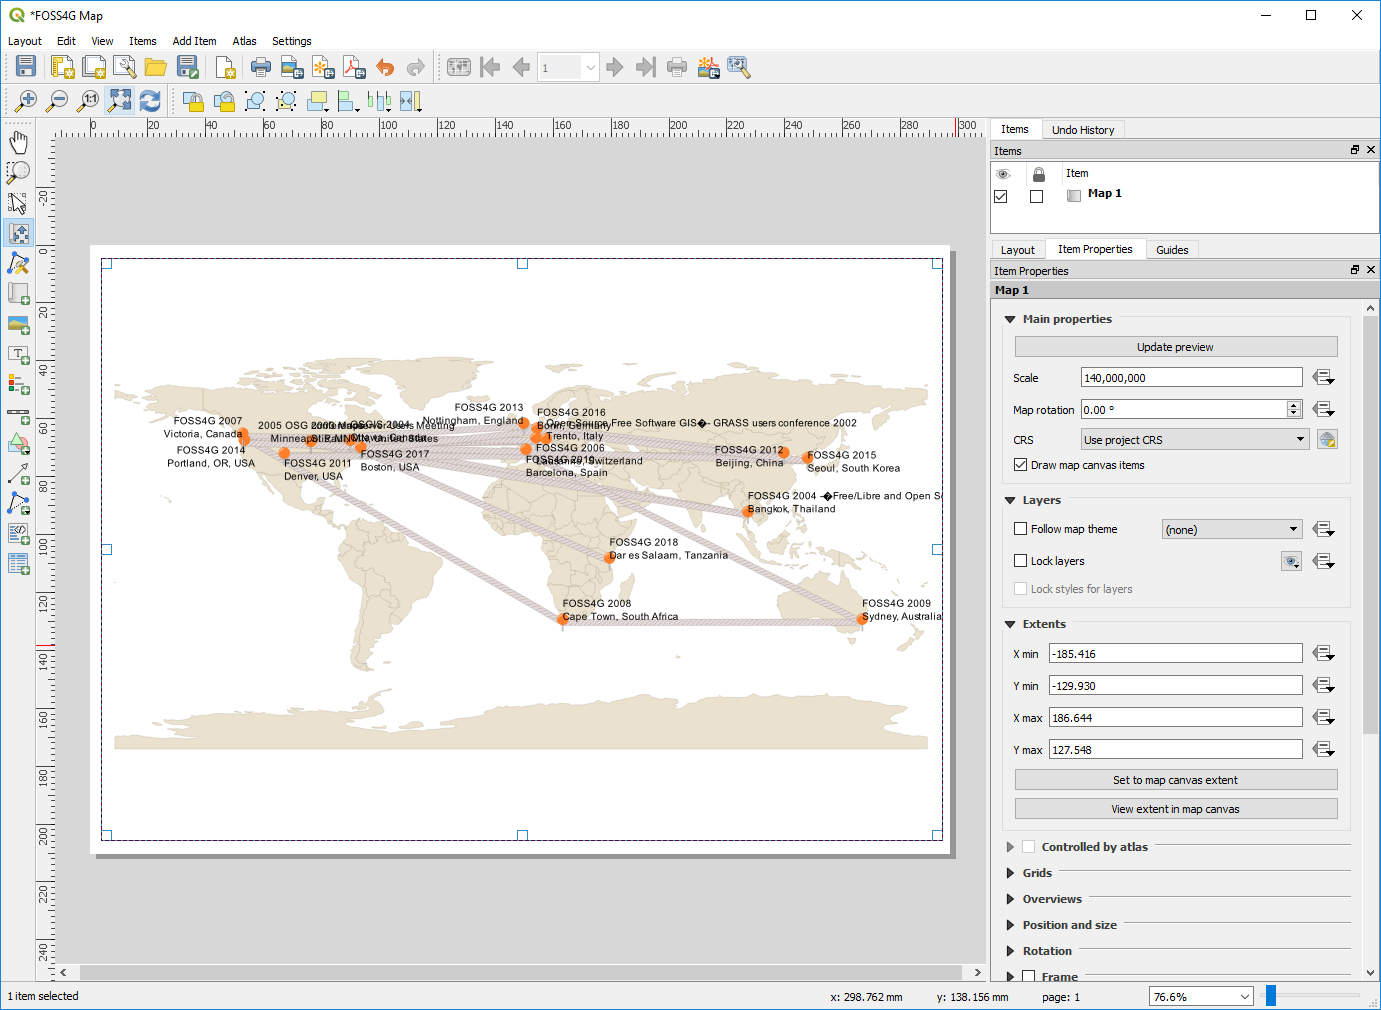 *FOSS4G Map
Layout Edit View Items Add Item Atlas Settings
1
1:1
0 20 40 60 80 100 120 140 160 180 200 220 240 260 280 300
-20 0 20 40 60 80 100 120 140 160 180 200 220 240
FOSS4G 2007
Victoria, Canada
FOSS4G 2014
Portland, OR, USA
2005 OSG
Users Meeting
Minneapolis
United States
FOSS4G 2011
Denver, USA
FOSS4G 2017
Boston, USA
FOSS4G 2013
Nottingham, England
FOSS4G 2016
Bonn, Germany
Open Source Free Software GIS�- GRASS users conference 2002
Trento, Italy
FOSS4G 2006
Lausanne, Switzerland
FOSS4G 2010
Barcelona, Spain
FOSS4G 2012
Beijing, China
FOSS4G 2015
Seoul, South Korea
FOSS4G 2004 -�Free/Libre and Open S
Bangkok, Thailand
FOSS4G 2018
Dar es Salaam, Tanzania
FOSS4G 2008
Cape Town, South Africa
FOSS4G 2009
Sydney, Australia
Items Undo History
Items
Item
Map 1
Layout Item Properties Guides
Item Properties
Map 1
Main properties
Update preview
Scale 140,000,000
Map rotation 0.00 °
CRS Use project CRS
Draw map canvas items
Layers
Follow map theme (none)
Lock layers
Lock styles for layers
Extents
X min -185.416
Y min -129.930
X max 186.644
Y max 127.548
Set to map canvas extent
View extent in map canvas
Controlled by atlas
Grids
Overviews
Position and size
Rotation
Frame
1 item selected
x: 298.762 mm y: 138.156 mm page: 1 76.6%